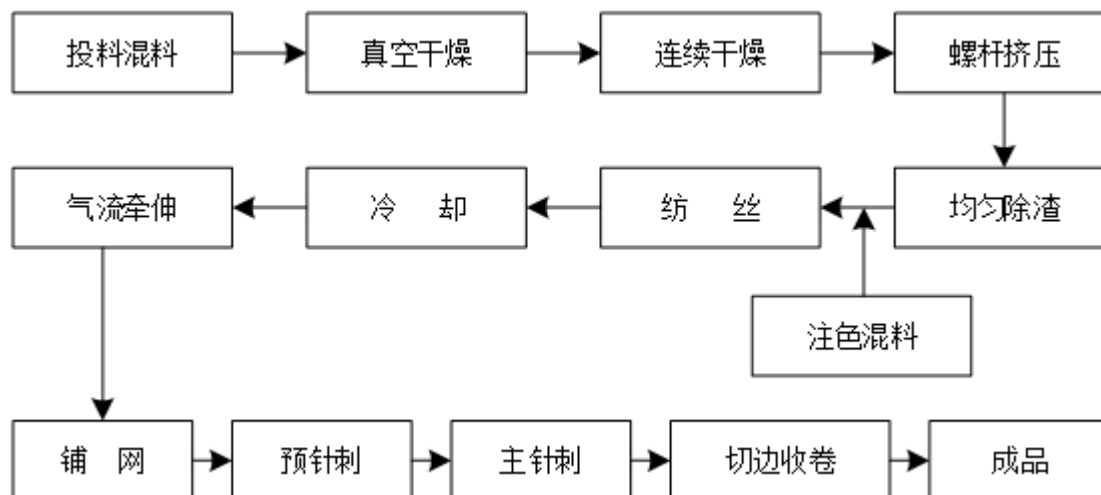 投料混料 真空干燥 连续干燥 螺杆挤压
气流牵伸 冷却 纺丝 均匀除渣
注色混料
铺网 预针刺 主针刺 切边收卷 成品